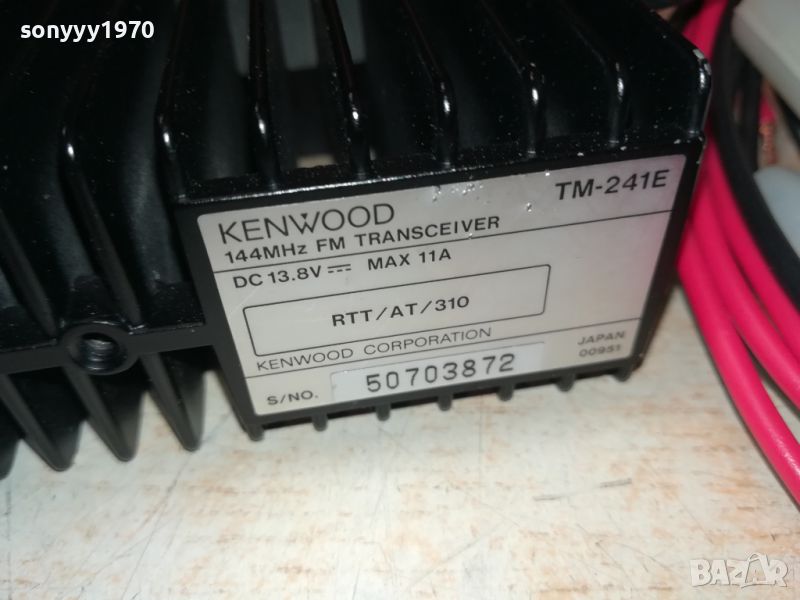 sonyyy1970
KENWOOD
TM-241E
144MHz FM TRANSCEIVER
DC 13.8V ⎓ MAX 11A
RTT/AT/310
KENWOOD CORPORATION
JAPAN
00951
S/NO. 50703872
BAZAR